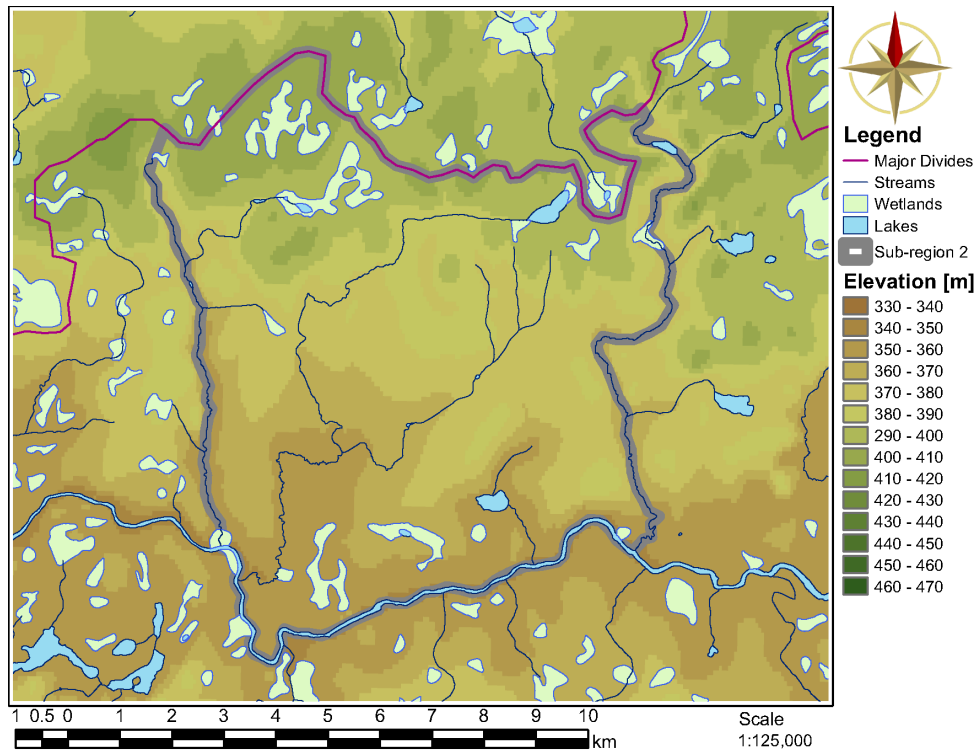 Legend
Major Divides
Streams
Wetlands
Lakes
Sub-region 2
Elevation [m]
330 - 340
340 - 350
350 - 360
360 - 370
370 - 380
380 - 390
290 - 400
400 - 410
410 - 420
420 - 430
430 - 440
440 - 450
450 - 460
460 - 470
1 0.5 0 1 2 3 4 5 6 7 8 9 10
km
Scale
1:125,000